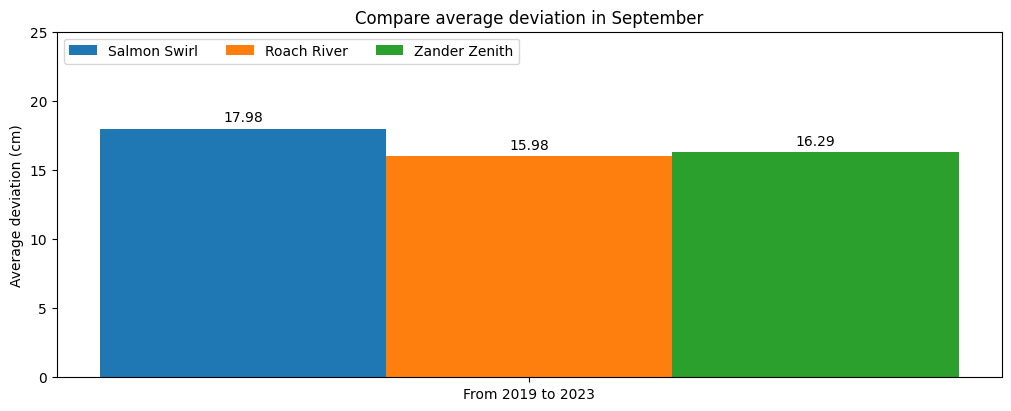 Compare average deviation in September
Salmon Swirl
Roach River
Zander Zenith
25
20
15
10
5
0
Average deviation (cm)
17.98
15.98
16.29
From 2019 to 2023